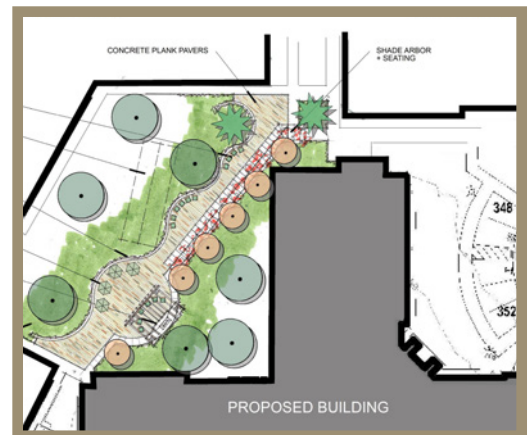 CONCRETE PLANK PAVERS
SHADE ARBOR
+ SEATING
348
352
PROPOSED BUILDING